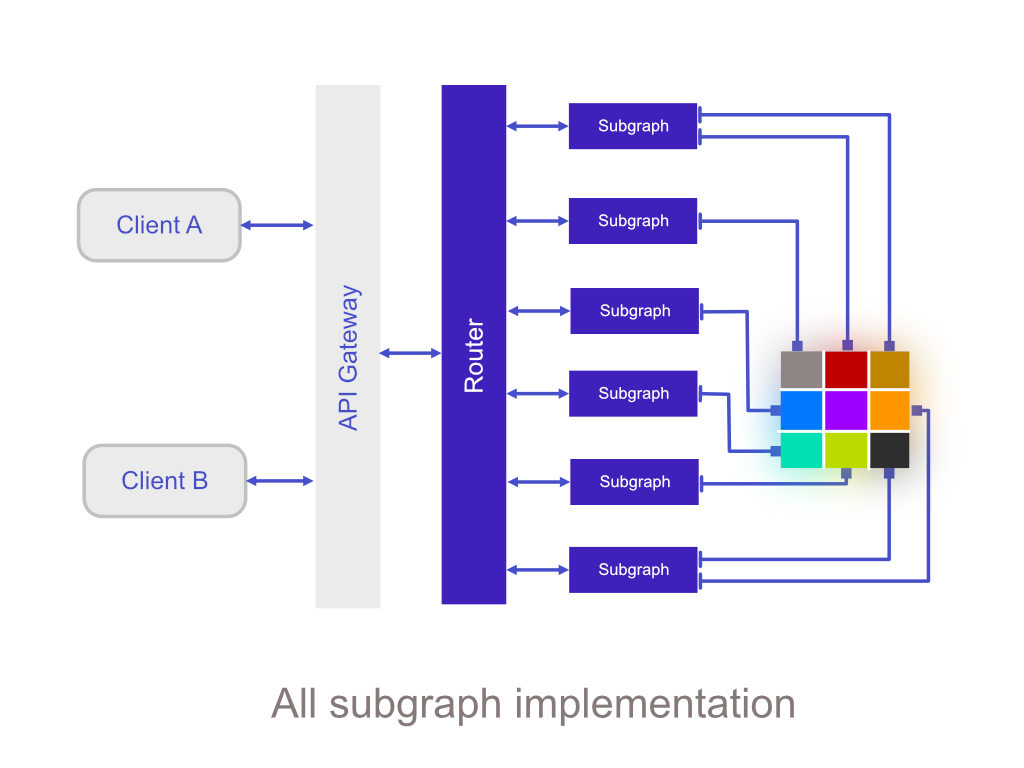 Client A
Client B
API Gateway
Router
Subgraph
Subgraph
Subgraph
Subgraph
Subgraph
Subgraph
All subgraph implementation